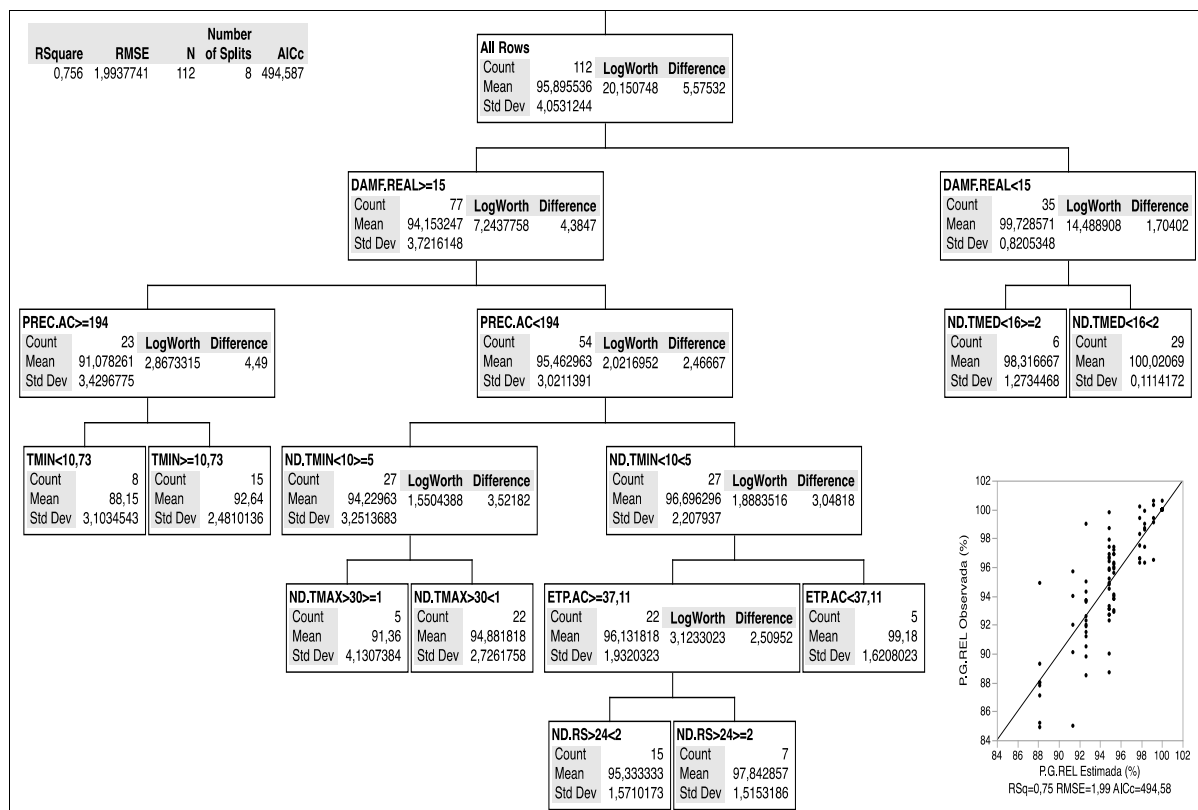 Number
RSquare RMSE N of Splits AICc
0,756 1,9937741 112 8 494,587
All Rows
Count 112 LogWorth Difference
Mean 95,895536 20,150748 5,57532
Std Dev 4,0531244
DAMF.REAL>=15
Count 77 LogWorth Difference
Mean 94,153247 7,2437758 4,3847
Std Dev 3,7216148
DAMF.REAL<15
Count 35 LogWorth Difference
Mean 99,728571 14,488908 1,70402
Std Dev 0,8205348
PREC.AC>=194
Count 23 LogWorth Difference
Mean 91,078261 2,8673315 4,49
Std Dev 3,4296775
PREC.AC<194
Count 54 LogWorth Difference
Mean 95,462963 2,0216952 2,46667
Std Dev 3,0211391
ND.TMED<16>=2
Count 6
Mean 98,316667
Std Dev 1,2734468
ND.TMED<16<2
Count 29
Mean 100,02069
Std Dev 0,1114172
TMIN<10,73
Count 8
Mean 88,15
Std Dev 3,1034543
TMIN>=10,73
Count 15
Mean 92,64
Std Dev 2,4810136
ND.TMIN<10>=5
Count 27 LogWorth Difference
Mean 94,22963 1,5504388 3,52182
Std Dev 3,2513683
ND.TMIN<10<5
Count 27 LogWorth Difference
Mean 96,696296 1,8883516 3,04818
Std Dev 2,207937
ND.TMAX>30>=1
Count 5
Mean 91,36
Std Dev 4,1307384
ND.TMAX>30<1
Count 22
Mean 94,881818
Std Dev 2,7261758
ETP.AC>=37,11
Count 22 LogWorth Difference
Mean 96,131818 3,1233023 2,50952
Std Dev 1,9320323
ETP.AC<37,11
Count 5
Mean 99,18
Std Dev 1,6208023
ND.RS>24<2
Count 15
Mean 95,333333
Std Dev 1,5710173
ND.RS>24>=2
Count 7
Mean 97,842857
Std Dev 1,5153186
P.G.REL Observada (%)
102
100
98
96
94
92
90
88
86
84
84 86 88 90 92 94 96 98 100 102
P.G.REL Estimada (%)
RSq=0,75 RMSE=1,99 AICc=494,58